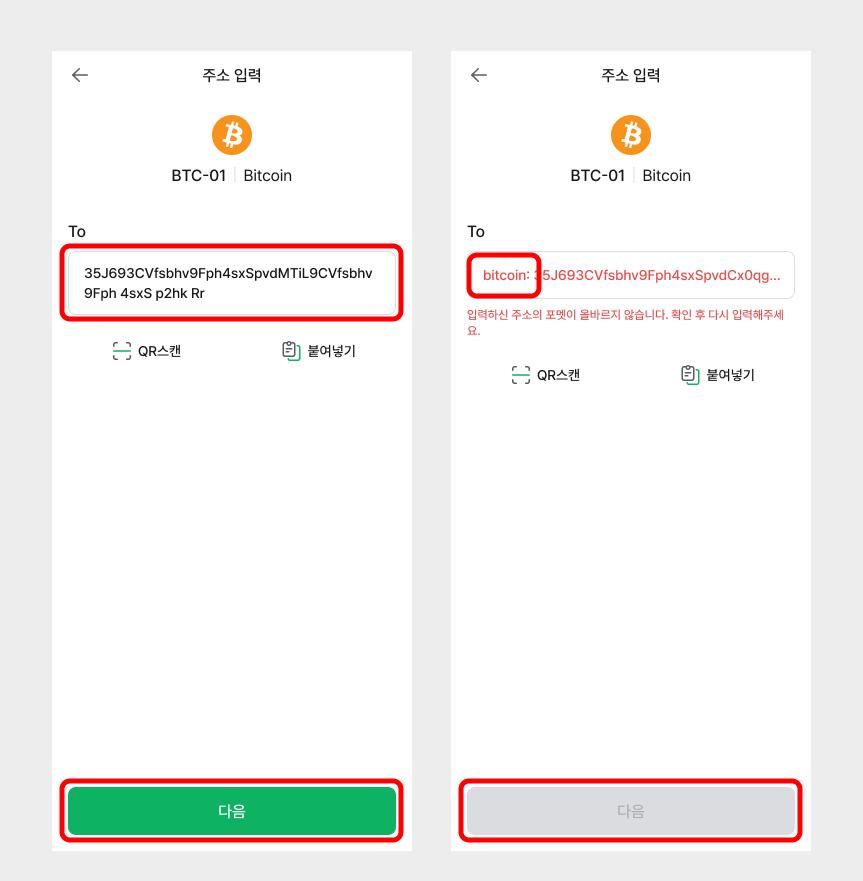 주소 입력
BTC-01 | Bitcoin
To
35J693CVfsbhv9Fph4sxSpvdMTiL9CVfsbhv
9Fph 4sxS p2hk Rr
QR스캔
붙여넣기
다음
주소 입력
BTC-01 | Bitcoin
To
bitcoin: 35J693CVfsbhv9Fph4sxSpvdCx0qg...
입력하신 주소의 포멧이 올바르지 않습니다. 확인 후 다시 입력해주세
요.
QR스캔
붙여넣기
다음